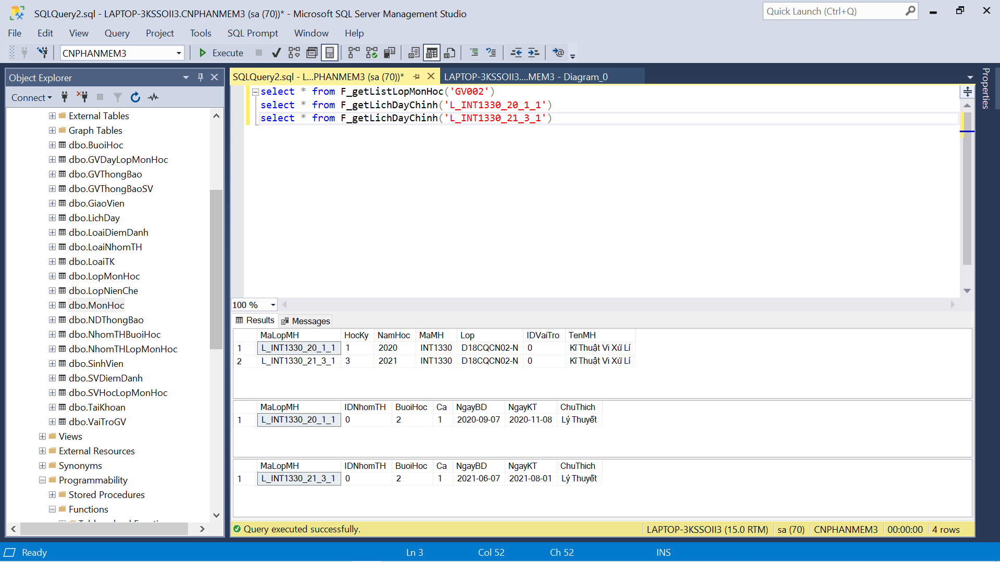 SQLQuery2.sql - LAPTOP-3KSSOII3.CNPHANMEM3 (sa (70))* - Microsoft SQL Server Management Studio
Quick Launch (Ctrl+Q)
File Edit View Query Project Tools SQL Prompt Window Help
CNPHANMEM3 Execute
Object Explorer
Connect
External Tables
Graph Tables
dbo.BuoiHoc
dbo.GVDayLopMonHoc
dbo.GVThongBao
dbo.GVThongBaoSV
dbo.GiaoVien
dbo.LichDay
dbo.LoaiDiemDanh
dbo.LoaiNhomTH
dbo.LoaiTK
dbo.LopMonHoc
dbo.LopNienChe
dbo.MonHoc
dbo.NDThongBao
dbo.NhomTHBuoiHoc
dbo.NhomTHLopMonHoc
dbo.SinhVien
dbo.SVDiemDanh
dbo.SVHocLopMonHoc
dbo.TaiKhoan
dbo.VaiTroGV
Views
External Resources
Synonyms
Programmability
Stored Procedures
Functions
SQLQuery2.sql - L...PHANMEM3 (sa (70))* LAPTOP-3KSSOII3....MEM3 - Diagram_0
Properties
select * from F_getListLopMonHoc('GV002')
select * from F_getLichDayChinh('L_INT1330_20_1_1')
select * from F_getLichDayChinh('L_INT1330_21_3_1')
100 %
Results Messages
MaLopMH HocKy NamHoc MaMH Lop IDVaiTro TenMH
1 L_INT1330_20_1_1 1 2020 INT1330 D18CQCN02-N 0 Kĩ Thuật Vi Xử Lí
2 L_INT1330_21_3_1 3 2021 INT1330 D18CQCN02-N 0 Kĩ Thuật Vi Xử Lí
MaLopMH IDNhomTH BuoiHoc Ca NgayBD NgayKT ChuThich
1 L_INT1330_20_1_1 0 2 1 2020-09-07 2020-11-08 Lý Thuyết
MaLopMH IDNhomTH BuoiHoc Ca NgayBD NgayKT ChuThich
1 L_INT1330_21_3_1 0 2 1 2021-06-07 2021-08-01 Lý Thuyết
Query executed successfully. LAPTOP-3KSSOII3 (15.0 RTM) sa (70) CNPHANMEM3 00:00:00 4 rows
Ready Ln 3 Col 52 Ch 52 INS